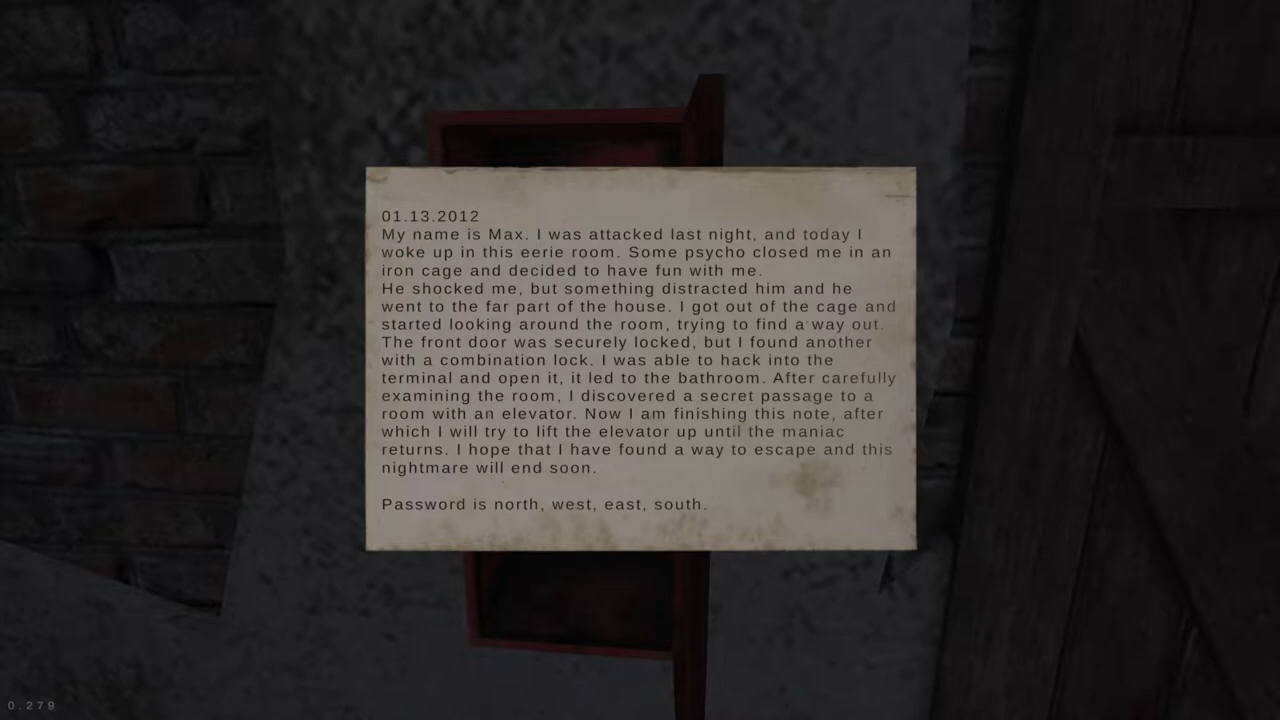 01.13.2012
My name is Max. I was attacked last night, and today I
woke up in this eerie room. Some psycho closed me in an
iron cage and decided to have fun with me.
He shocked me, but something distracted him and he
went to the far part of the house. I got out of the cage and
started looking around the room, trying to find a way out.
The front door was securely locked, but I found another
with a combination lock. I was able to hack into the
terminal and open it, it led to the bathroom. After carefully
examining the room, I discovered a secret passage to a
room with an elevator. Now I am finishing this note, after
which I will try to lift the elevator up until the maniac
returns. I hope that I have found a way to escape and this
nightmare will end soon.
Password is north, west, east, south.
0.279